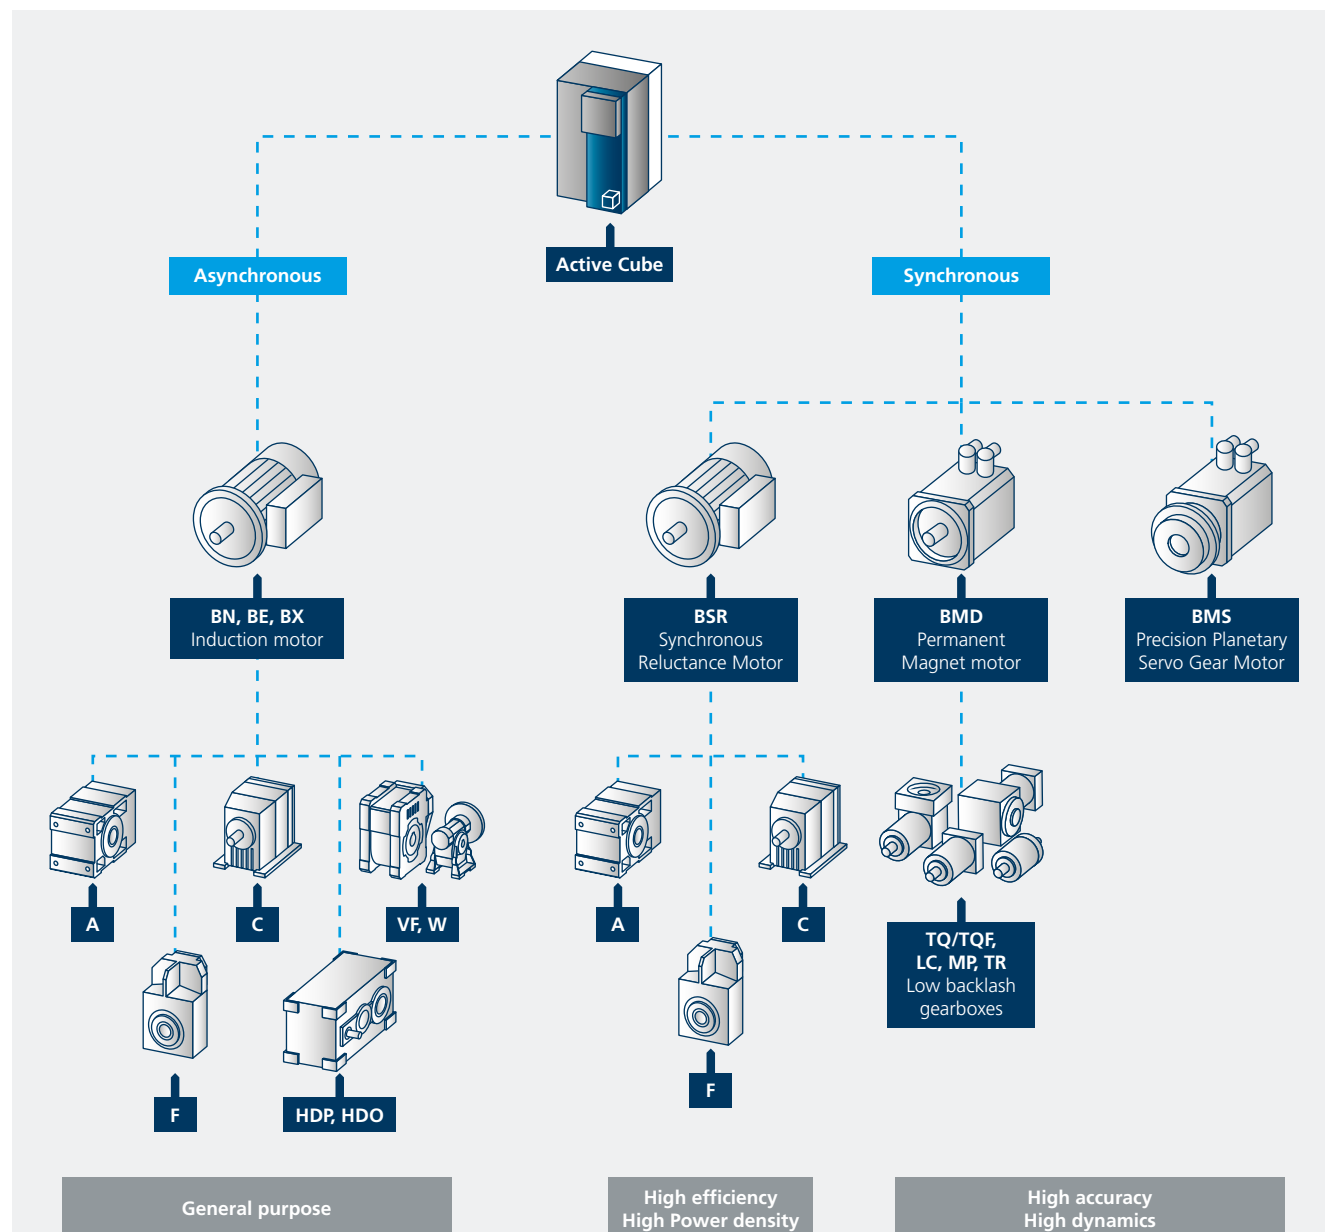 Active Cube
Asynchronous
Synchronous
BN, BE, BX
Induction motor
BSR
Synchronous
Reluctance Motor
BMD
Permanent
Magnet motor
BMS
Precision Planetary
Servo Gear Motor
A
C
VF, W
A
C
TQ/TQF,
LC, MP, TR
Low backlash
gearboxes
F
HDP, HDO
F
General purpose
High efficiency
High Power density
High accuracy
High dynamics